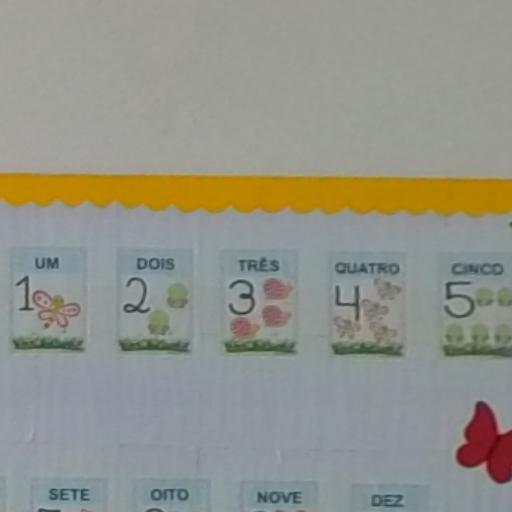 UM
DOIS
TRÊS
QUATRO
CINCO
1
2
3
4
5
SETE
OITO
NOVE
DEZ